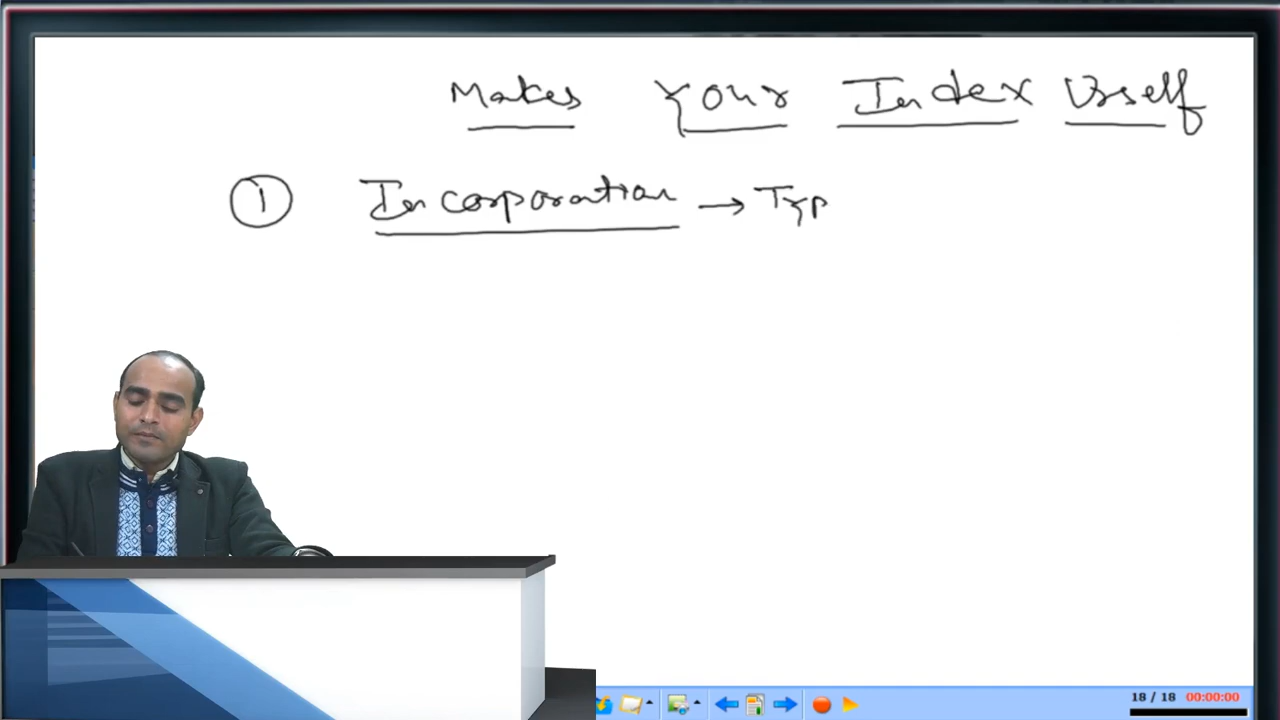 Makes Your Index Urself
① Incorporation → Typ
18 / 18 00:00:00